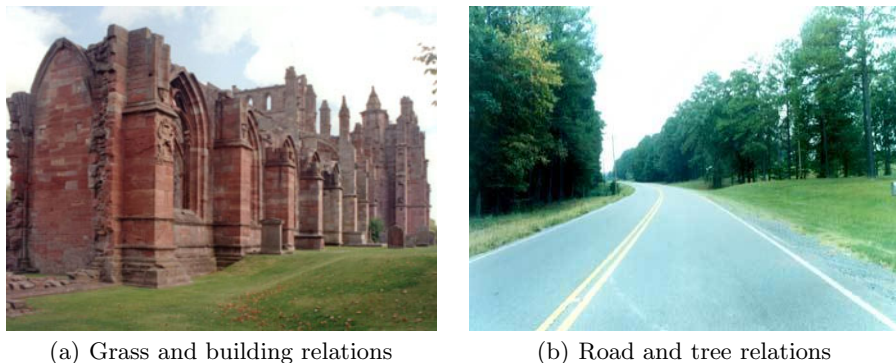 (a) Grass and building relations
(b) Road and tree relations